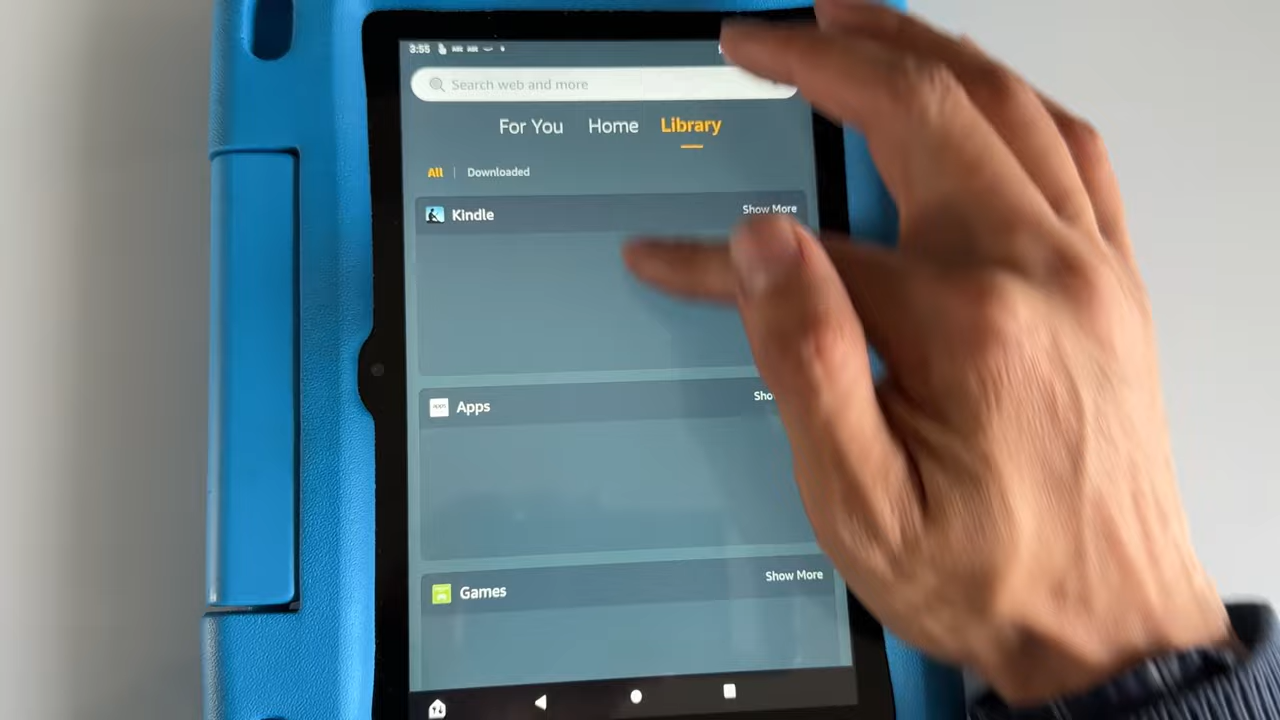 3:55
Search web and more
For You Home Library
All | Downloaded
Kindle Show More
Apps Sho
Games Show More